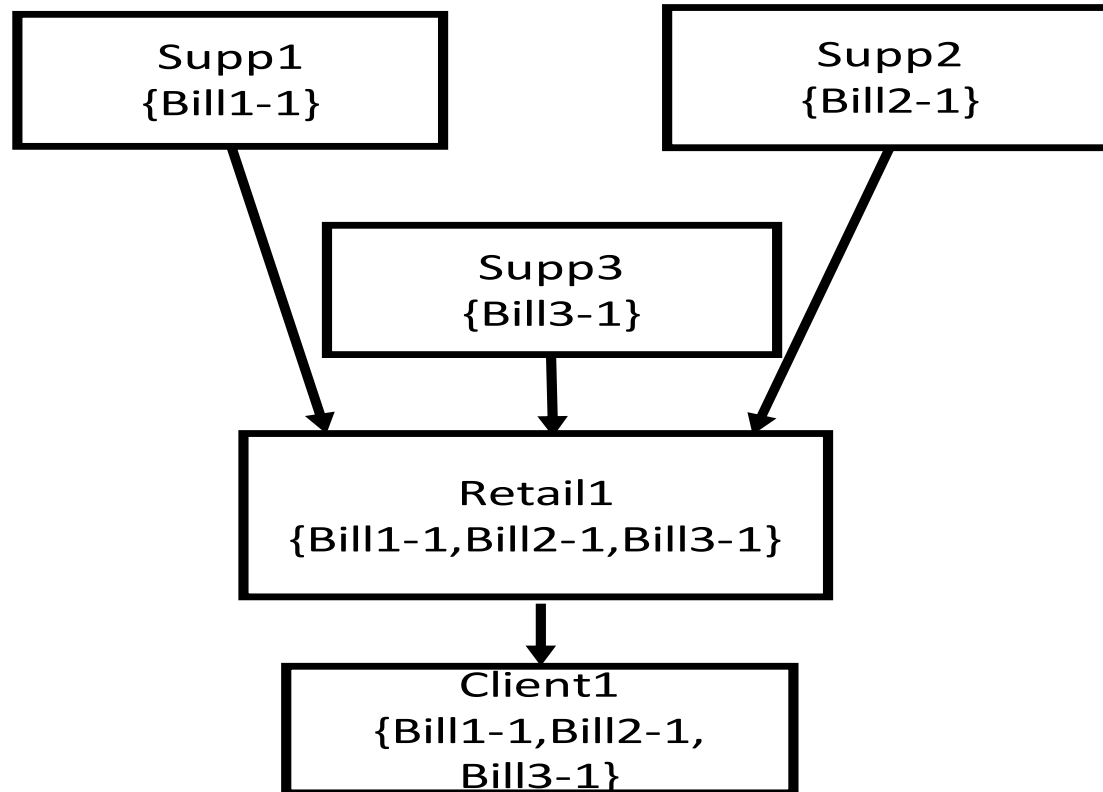 Supp1
{Bill1-1}
Supp2
{Bill2-1}
Supp3
{Bill3-1}
Retail1
{Bill1-1,Bill2-1,Bill3-1}
Client1
{Bill1-1,Bill2-1,
Bill3-1}